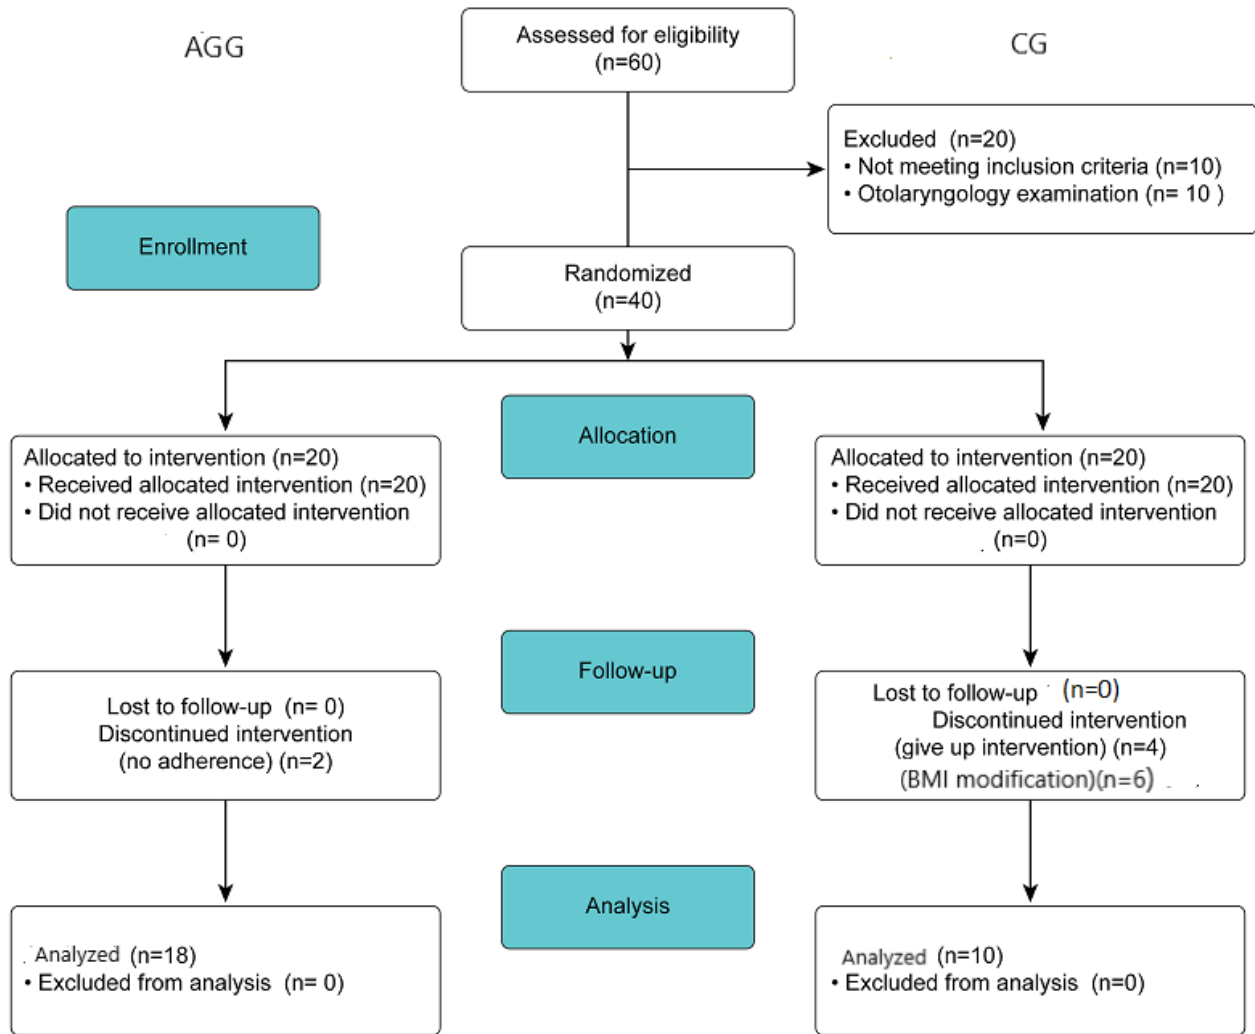 AGG
Assessed for eligibility
(n=60)
CG
Excluded (n=20)
• Not meeting inclusion criteria (n=10)
• Otolaryngology examination (n= 10 )
Enrollment
Randomized
(n=40)
Allocation
Allocated to intervention (n=20)
• Received allocated intervention (n=20)
• Did not receive allocated intervention
(n= 0)
Allocated to intervention (n=20)
• Received allocated intervention (n=20)
• Did not receive allocated intervention
(n=0)
Follow-up
Lost to follow-up (n= 0)
Discontinued intervention
(no adherence) (n=2)
Lost to follow-up (n=0)
Discontinued intervention
(give up intervention) (n=4)
(BMI modification)(n=6)
Analysis
Analyzed (n=18)
• Excluded from analysis (n= 0)
Analyzed (n=10)
• Excluded from analysis (n=0)